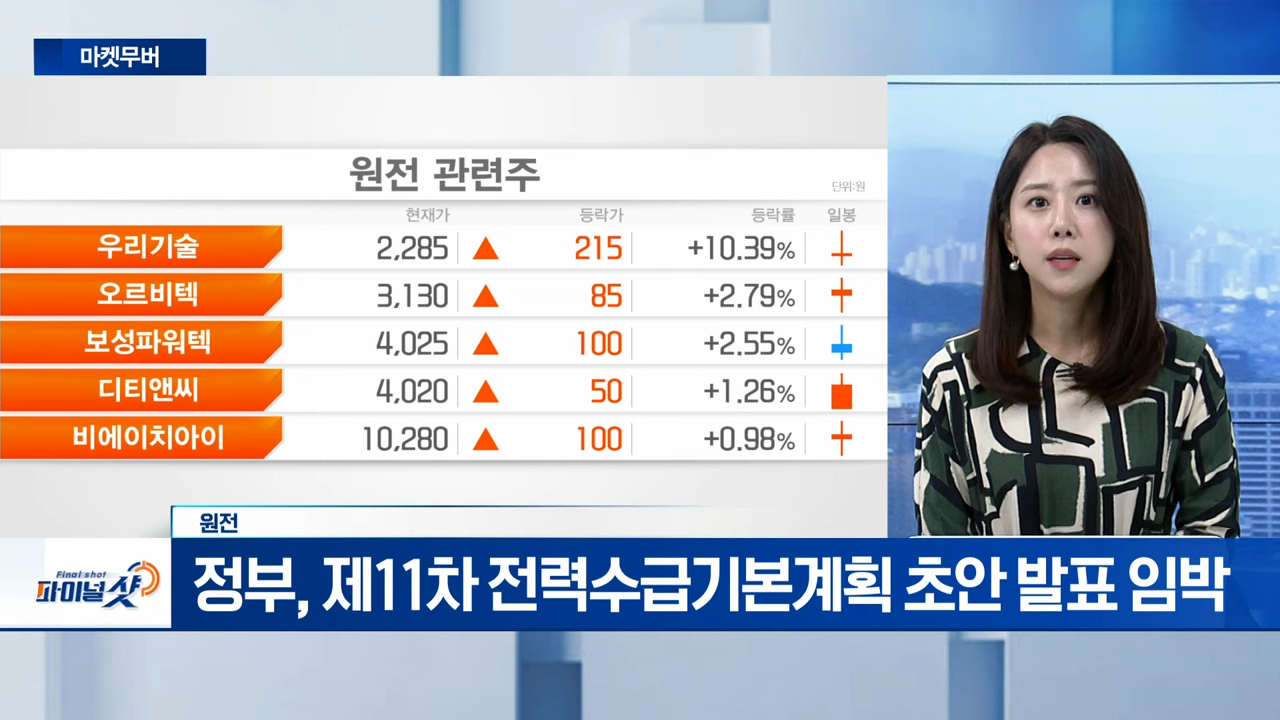 마켓무버
원전 관련주
단위:원
현재가 등락가 등락률 일봉
우리기술 2,285 ▲ 215 +10.39%
오르비텍 3,130 ▲ 85 +2.79%
보성파워텍 4,025 ▲ 100 +2.55%
디티앤씨 4,020 ▲ 50 +1.26%
비에이치아이 10,280 ▲ 100 +0.98%
원전
Final shot
파이널샷
정부, 제11차 전력수급기본계획 초안 발표 임박